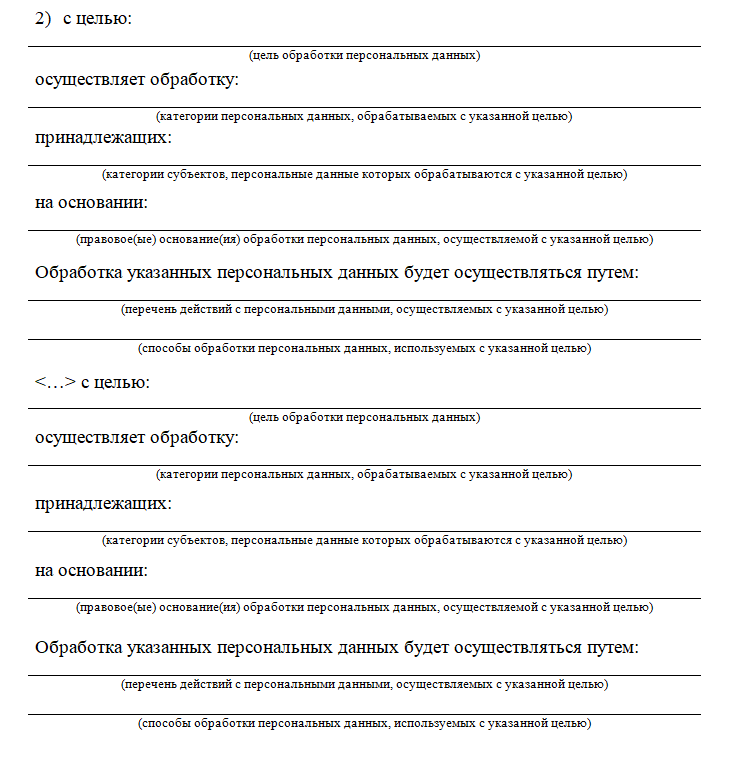 2) с целью:
(цель обработки персональных данных)
осуществляет обработку:
(категории персональных данных, обрабатываемых с указанной целью)
принадлежащих:
(категории субъектов, персональные данные которых обрабатываются с указанной целью)
на основании:
(правовое(ые) основание(ия) обработки персональных данных, осуществляемой с указанной целью)
Обработка указанных персональных данных будет осуществляться путем:
(перечень действий с персональными данными, осуществляемых с указанной целью)
(способы обработки персональных данных, используемых с указанной целью)
<…> с целью:
(цель обработки персональных данных)
осуществляет обработку:
(категории персональных данных, обрабатываемых с указанной целью)
принадлежащих:
(категории субъектов, персональные данные которых обрабатываются с указанной целью)
на основании:
(правовое(ые) основание(ия) обработки персональных данных, осуществляемой с указанной целью)
Обработка указанных персональных данных будет осуществляться путем:
(перечень действий с персональными данными, осуществляемых с указанной целью)
(способы обработки персональных данных, используемых с указанной целью)